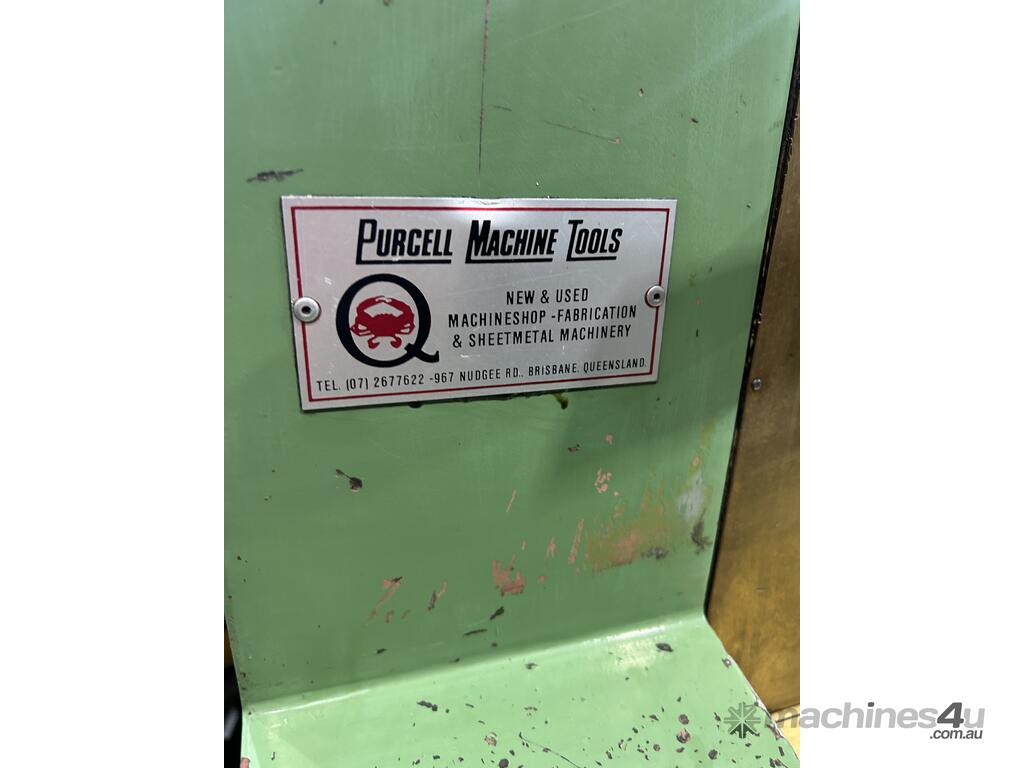 PURCELL MACHINE TOOLS
Q
NEW & USED
MACHINESHOP -FABRICATION
& SHEETMETAL MACHINERY
TEL. (07) 2677622 -967 NUDGEE RD., BRISBANE, QUEENSLAND.
machines4u
.com.au